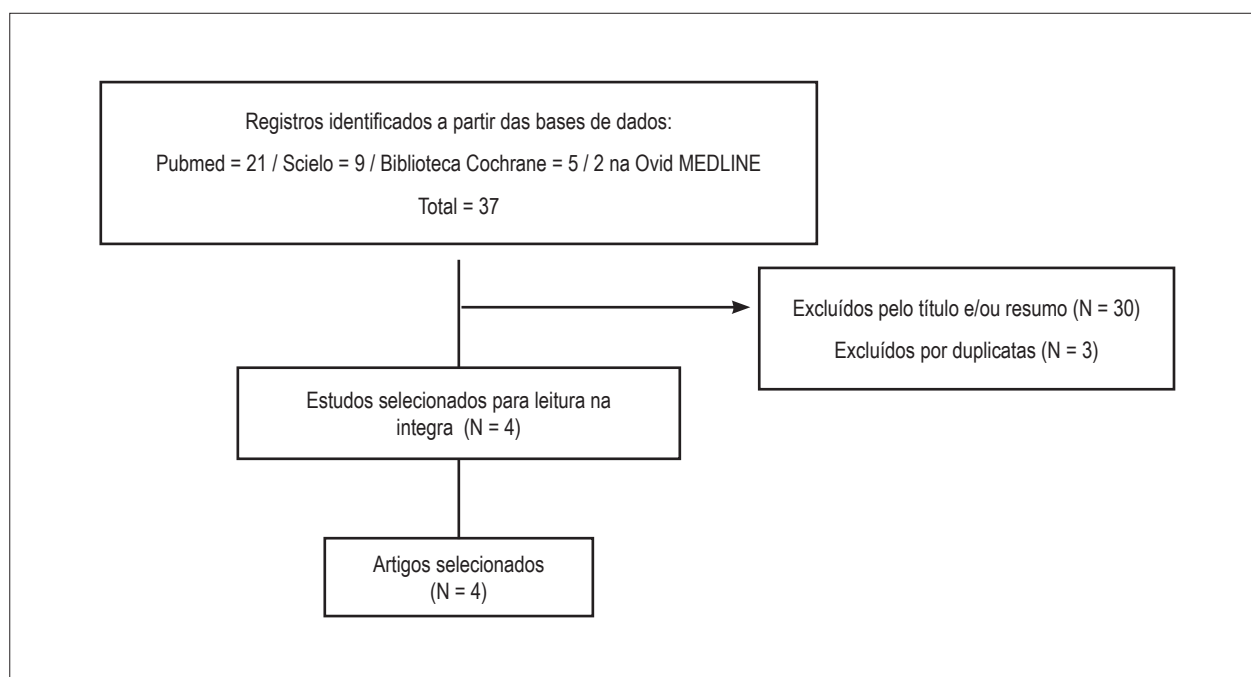 Registros identificados a partir das bases de dados:
Pubmed = 21 / Scielo = 9 / Biblioteca Cochrane = 5 / 2 na Ovid MEDLINE
Total = 37
Excluídos pelo título e/ou resumo (N = 30)
Excluídos por duplicatas (N = 3)
Estudos selecionados para leitura na
integra (N = 4)
Artigos selecionados
(N = 4)